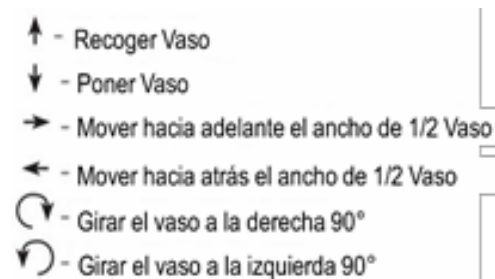 ↑ - Recoger Vaso
↓ - Poner Vaso
→ - Mover hacia adelante el ancho de 1/2 Vaso
← - Mover hacia atrás el ancho de 1/2 Vaso
↷ - Girar el vaso a la derecha 90°
↶ - Girar el vaso a la izquierda 90°